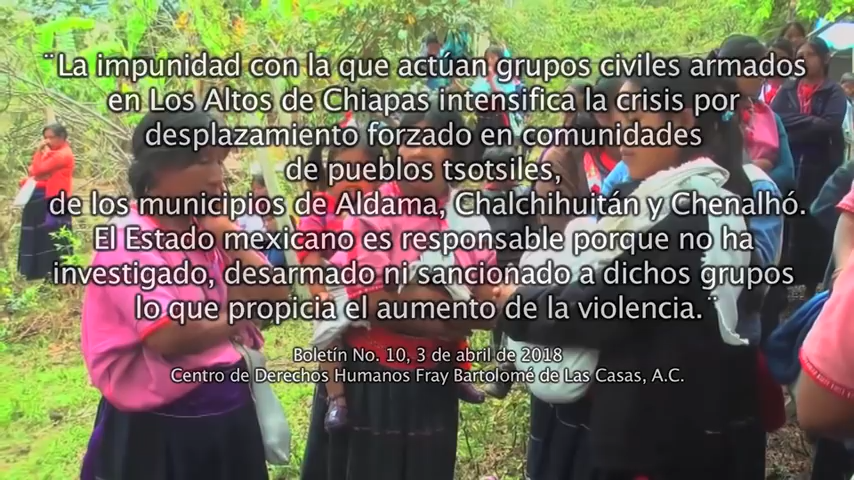 ¨La impunidad con la que actúan grupos civiles armados
en Los Altos de Chiapas intensifica la crisis por
desplazamiento forzado en comunidades
de pueblos tsotsiles,
de los municipios de Aldama, Chalchihuitán y Chenalhó.
El Estado mexicano es responsable porque no ha
investigado, desarmado ni sancionado a dichos grupos
lo que propicia el aumento de la violencia.¨
Boletín No. 10, 3 de abril de 2018
Centro de Derechos Humanos Fray Bartolomé de Las Casas, A.C.